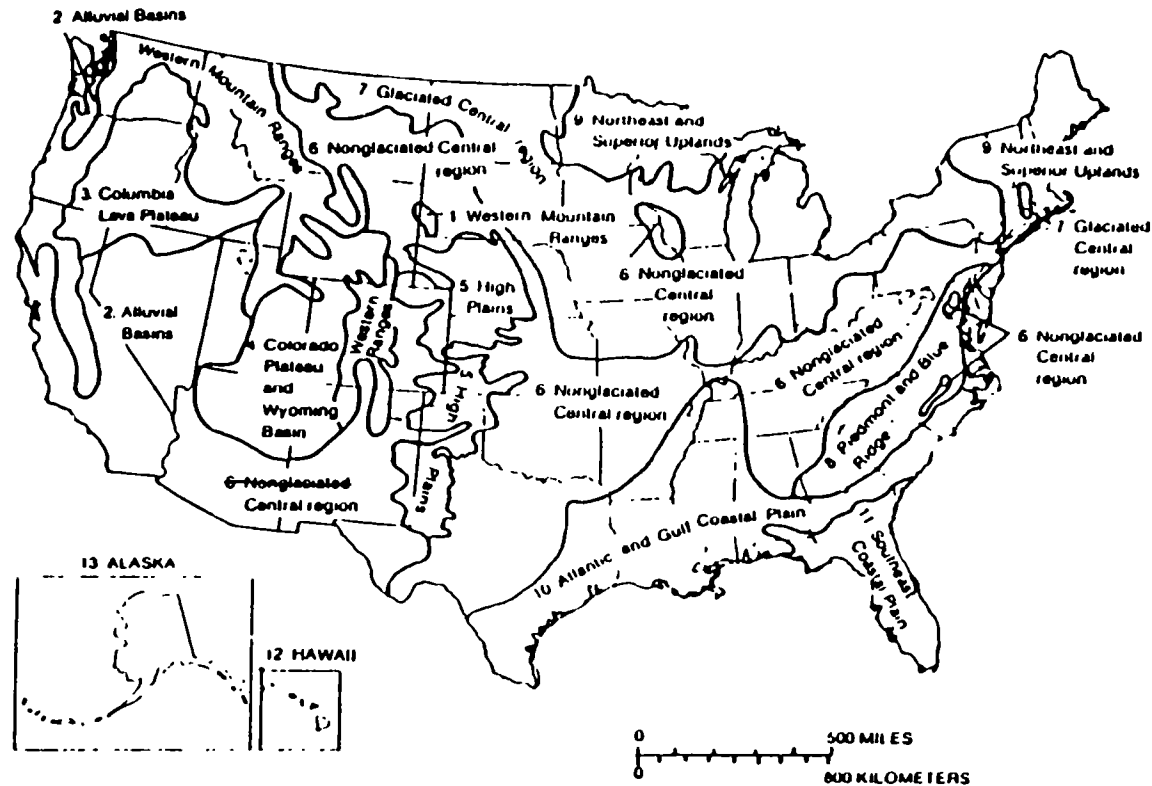 2 Alluvial Basins
Western Mountain Ranges
7 Glaciated Central region
9 Northeast and
Superior Uplands
6 Nonglaciated Central
region
9 Northeast and
Superior Uplands
3. Columbia
Lava Plateau
1 Western Mountain
Ranges
7 Glaciated
Central
region
6 Nonglaciated
Central
region
5 High
Plains
2. Alluvial
Basins
Western
Ranges
4 Colorado
Plateau
and
Wyoming
Basin
5 High
Plains
6 Nonglaciated
Central region
6 Nonglaciated
Central region
6 Nonglaciated
Central
region
8 Piedmont and Blue
Ridge
6 Nonglaciated
Central region
10 Atlantic and Gulf Coastal Plain
11 Southeast
Coastal Plain
13 ALASKA
12 HAWAII
0 500 MILES
0 800 KILOMETERS